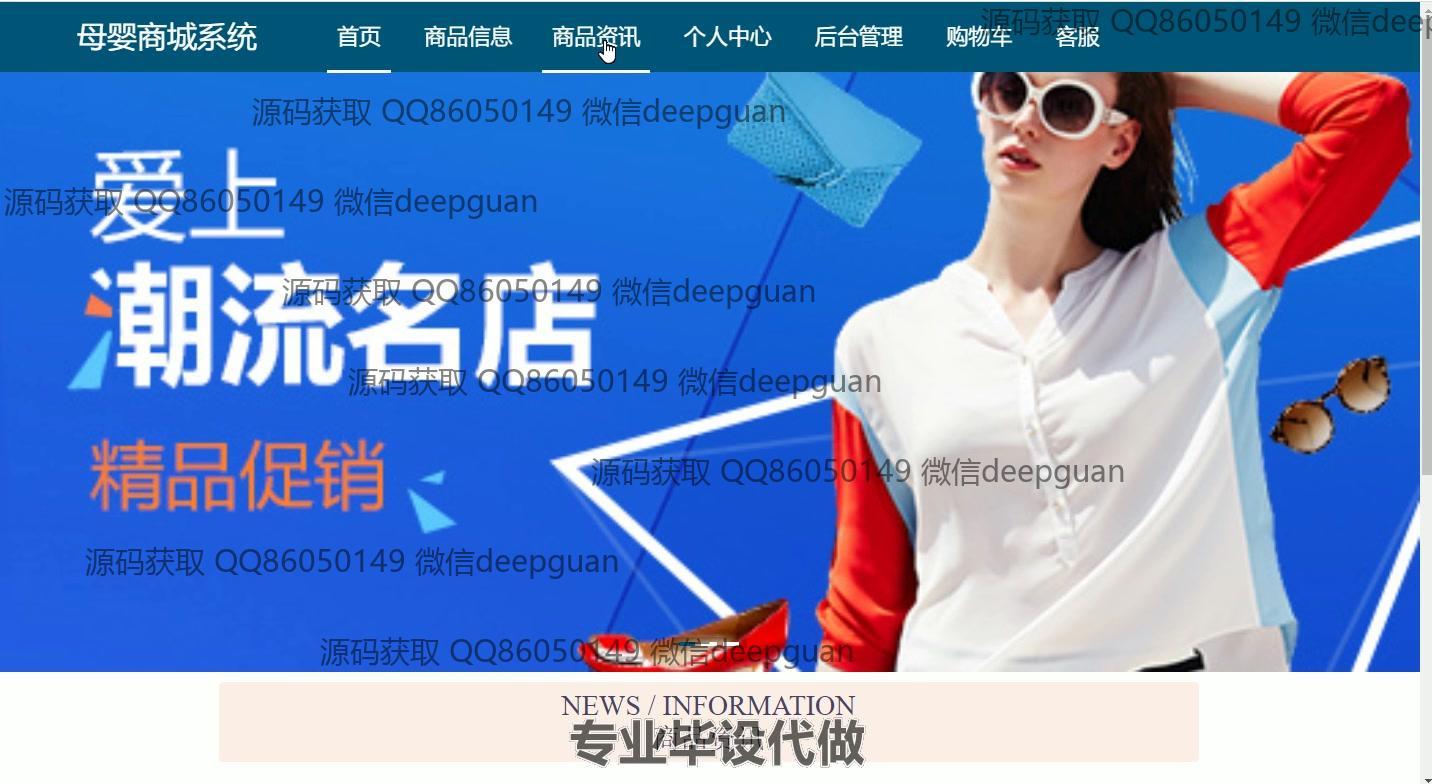 母婴商城系统 首页 商品信息 商品资讯 个人中心 后台管理 购物车 客服
源码获取 QQ86050149 微信deep
源码获取 QQ86050149 微信deepguan
爱上
源码获取 QQ86050149 微信deepguan
潮流名店
源码获取 QQ86050149 微信deepguan
源码获取 QQ86050149 微信deepguan
精品促销
源码获取 QQ86050149 微信deepguan
源码获取 QQ86050149 微信deepguan
源码获取 QQ86050149 微信deepguan
NEWS / INFORMATION
专业毕设代做